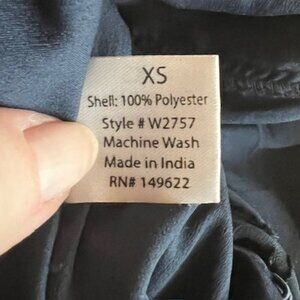 XS
Shell: 100% Polyester
Style # W2757
Machine Wash
Made in India
RN# 149622